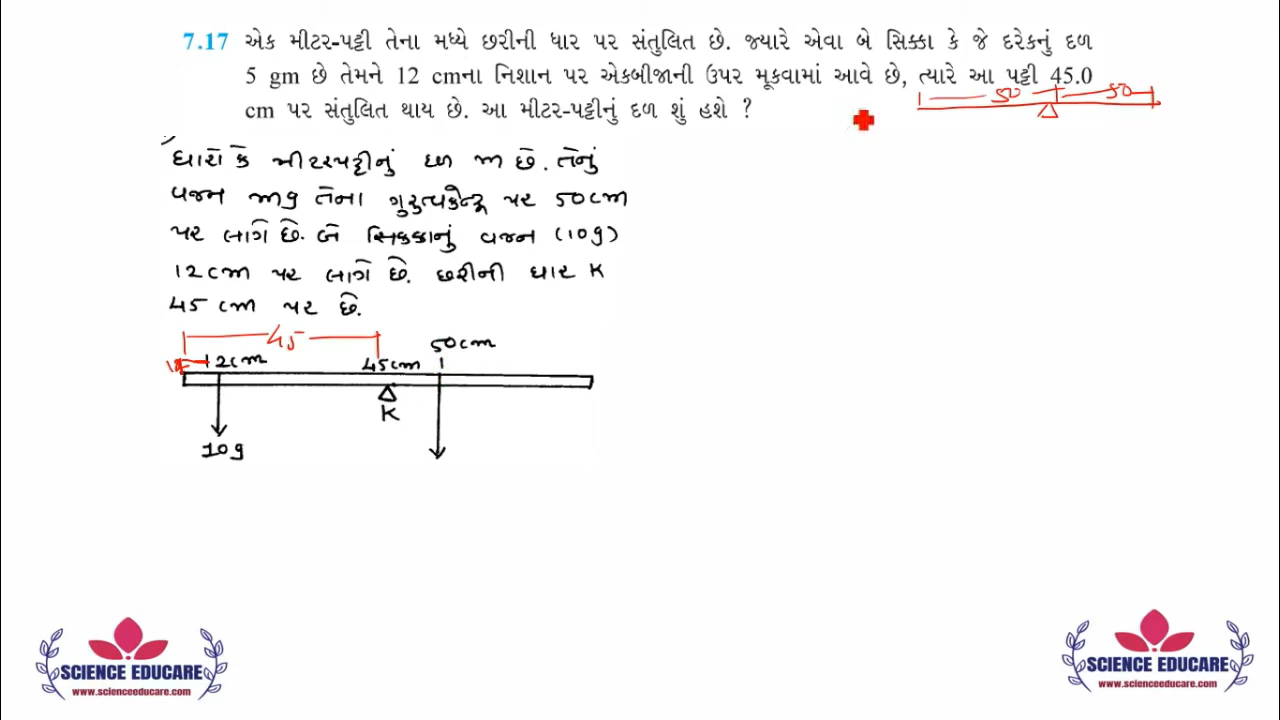 7.17 એક મીટર-પટ્ટી તેના મધ્યે છરીની ધાર પર સંતુલિત છે. જ્યારે એવા બે સિક્કા કે જે દરેકનું દળ
5 gm છે તેમને 12 cmના નિશાન પર એકબીજાની ઉપર મૂકવામાં આવે છે, ત્યારે આ પટ્ટી 45.0
cm પર સંતુલિત થાય છે. આ મીટર-પટ્ટીનું દળ શું હશે ?
50 50
ધારો કે મીટરપટ્ટીનું દળ m છે. તેનું
વજન mg તેના ગુરુત્વકેન્દ્ર પર 50cm
પર લાગે છે. બે સિક્કાનું વજન (10g)
12cm પર લાગે છે. છરીની ધાર K
45 cm પર છે.
45
50cm
12cm 45cm
K
10g
SCIENCE EDUCARE
www.scienceeducare.com
SCIENCE EDUCARE
www.scienceeducare.com